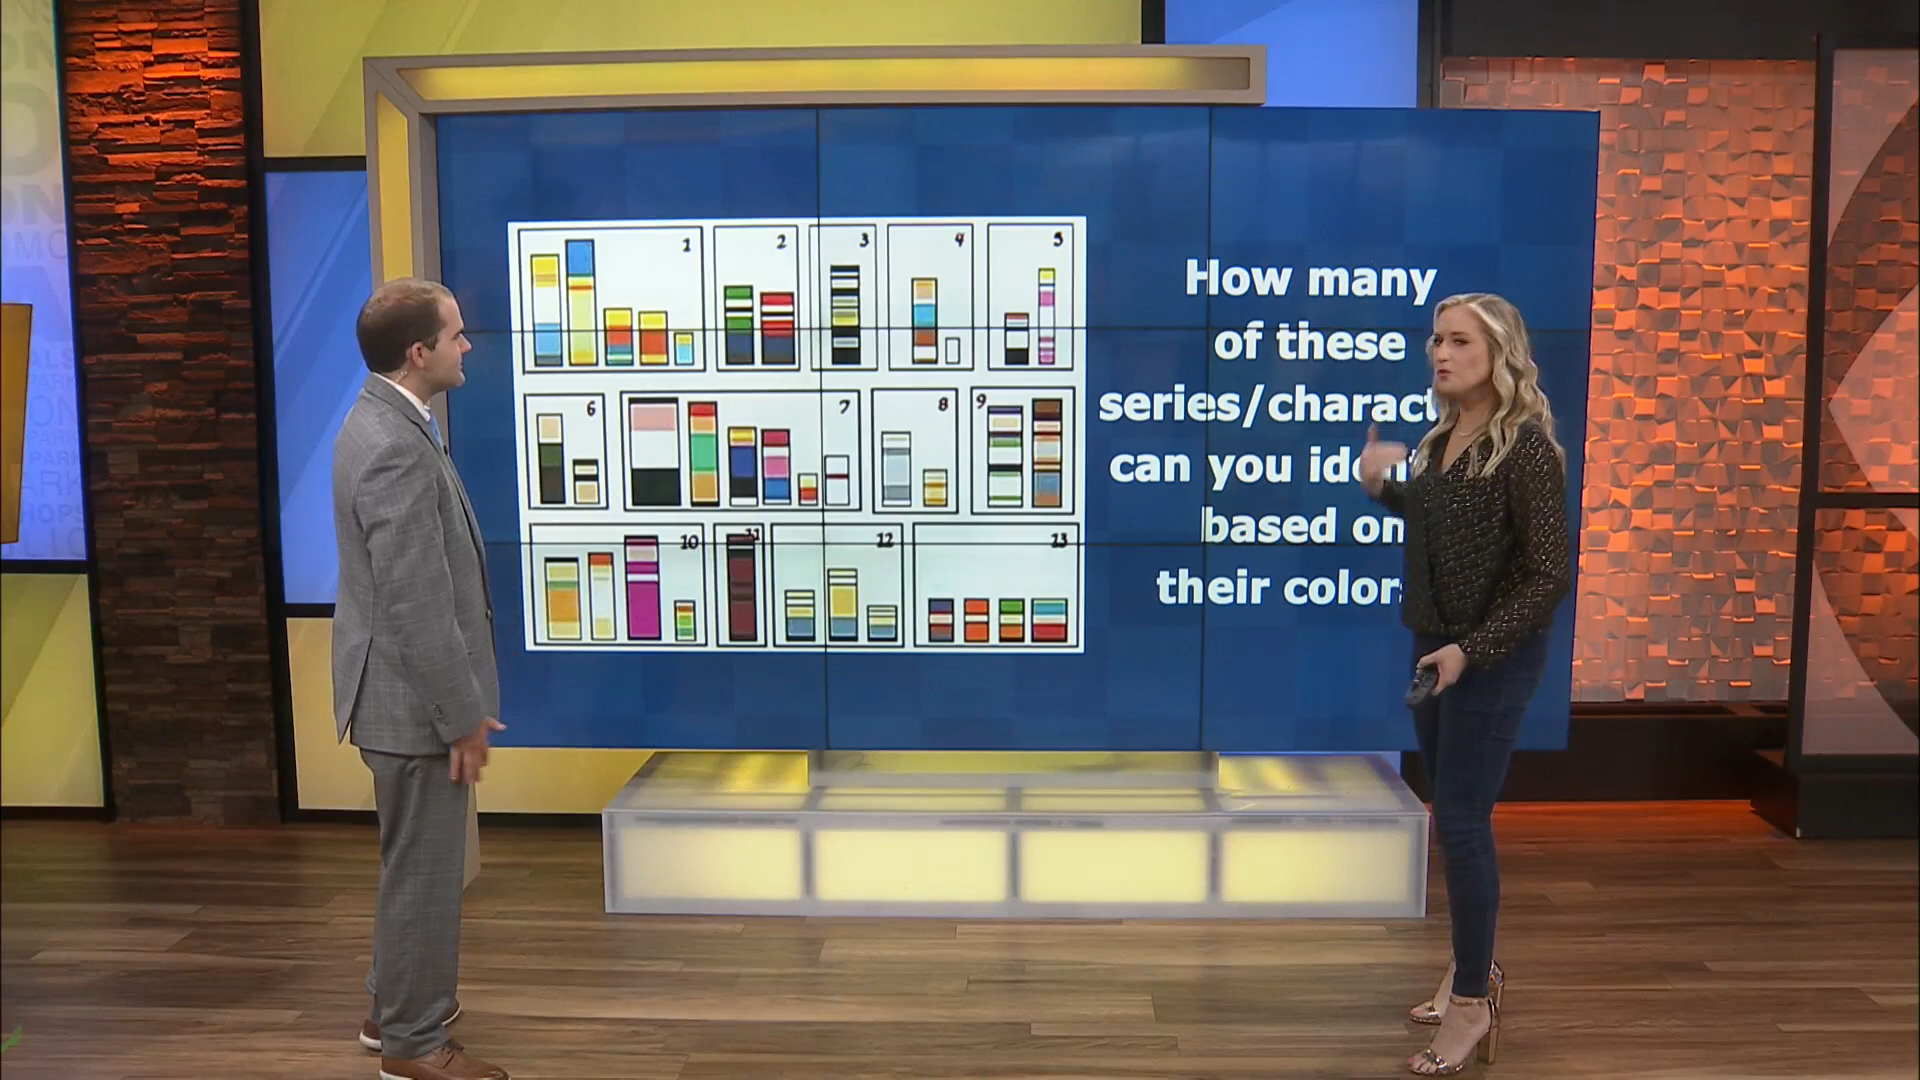 1
2
3
4
5
6
7
8
9
10
11
12
13
How many
of these
series/charact
can you iden
based on
their color